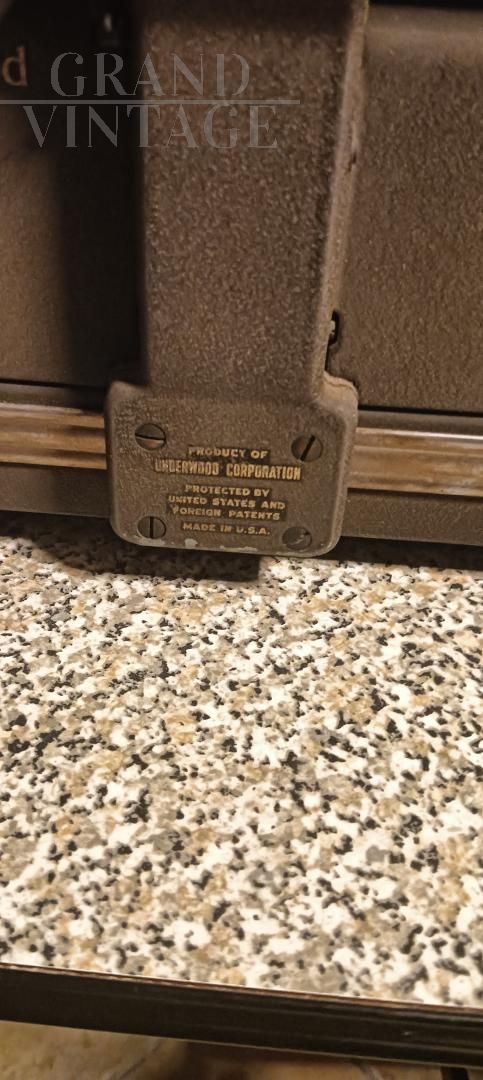 d
GRAND
VINTAGE
PRODUCT OF
UNDERWOOD CORPORATION
PROTECTED BY
UNITED STATES AND
FOREIGN PATENTS
MADE IN U.S.A.